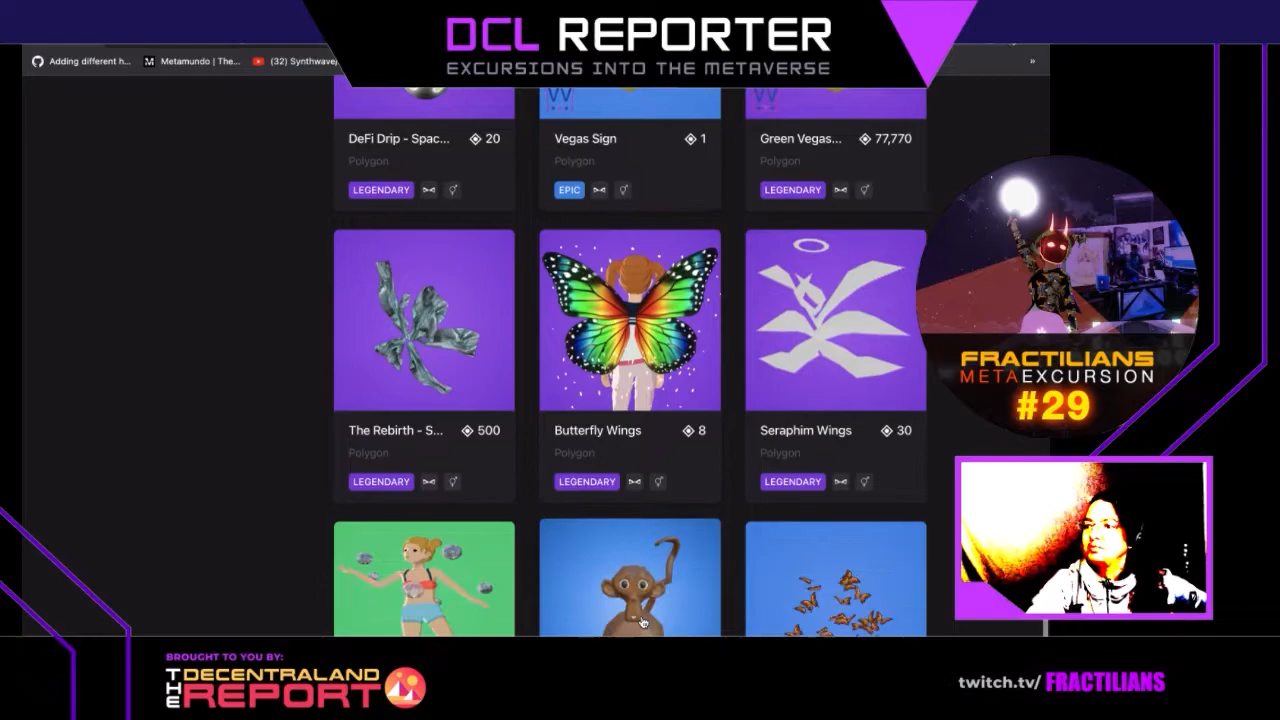 DCL REPORTER
EXCURSIONS INTO THE METAVERSE
Adding different h...
Metamundo | The...
(32) Synthwave
»
DeFi Drip - Spac... 20
Polygon
LEGENDARY
Vegas Sign 1
Polygon
EPIC
Green Vegas... 77,770
Polygon
LEGENDARY
The Rebirth - S... 500
Polygon
LEGENDARY
Butterfly Wings 8
Polygon
LEGENDARY
Seraphim Wings 30
Polygon
LEGENDARY
FRACTILIANS
METAEXCURSION
#29
BROUGHT TO YOU BY:
THE DECENTRALAND
REPORT
twitch.tv/ FRACTILIANS